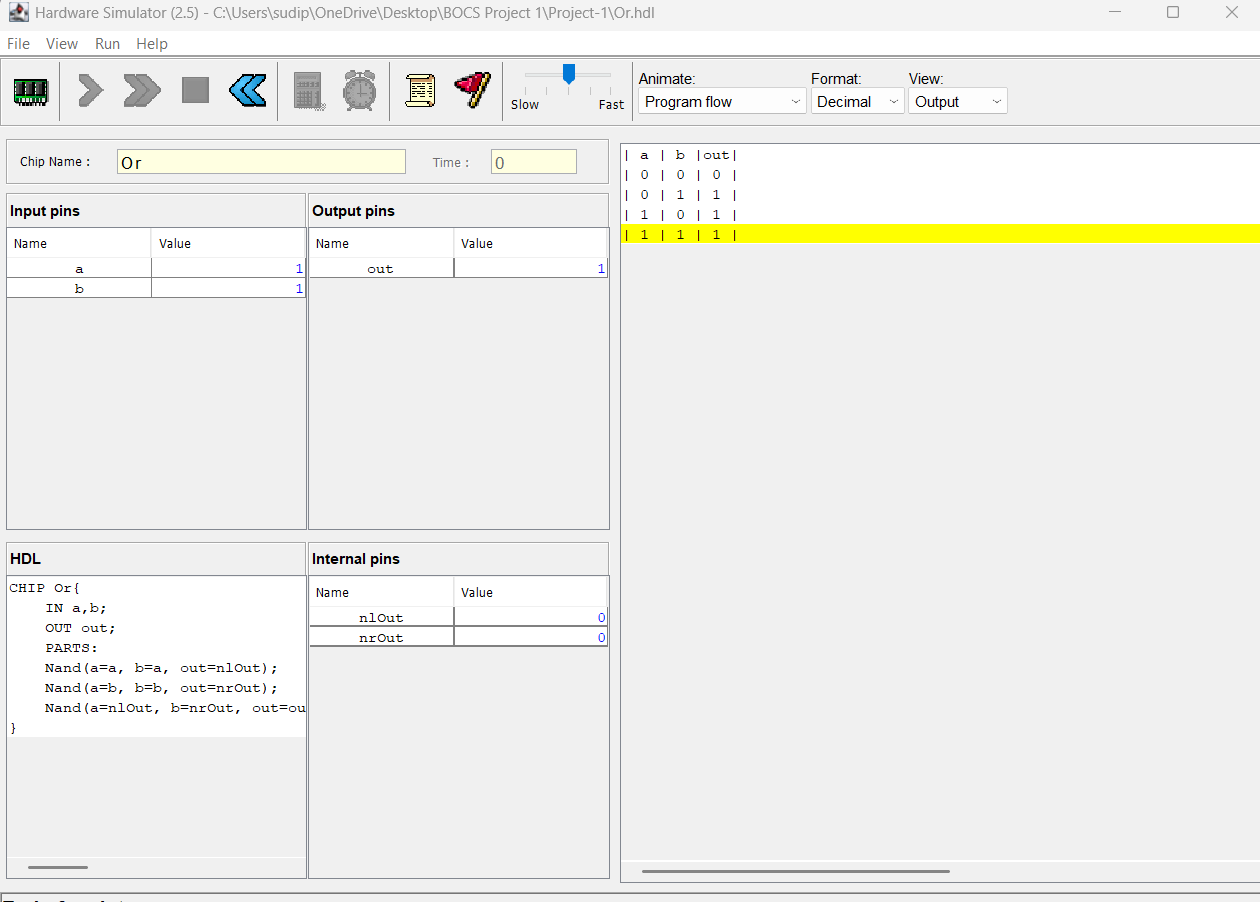 Hardware Simulator (2.5) - C:\Users\sudip\OneDrive\Desktop\BOCS Project 1\Project-1\Or.hdl
File View Run Help
Slow Fast
Animate: Format: View:
Program flow Decimal Output
Chip Name : Or Time : 0
Input pins
Name Value
a 1
b 1
Output pins
Name Value
out 1
HDL
CHIP Or{
IN a,b;
OUT out;
PARTS:
Nand(a=a, b=a, out=nlOut);
Nand(a=b, b=b, out=nrOut);
Nand(a=nlOut, b=nrOut, out=ou
}
Internal pins
Name Value
nlOut 0
nrOut 0
| a | b |out|
| 0 | 0 | 0 |
| 0 | 1 | 1 |
| 1 | 0 | 1 |
| 1 | 1 | 1 |